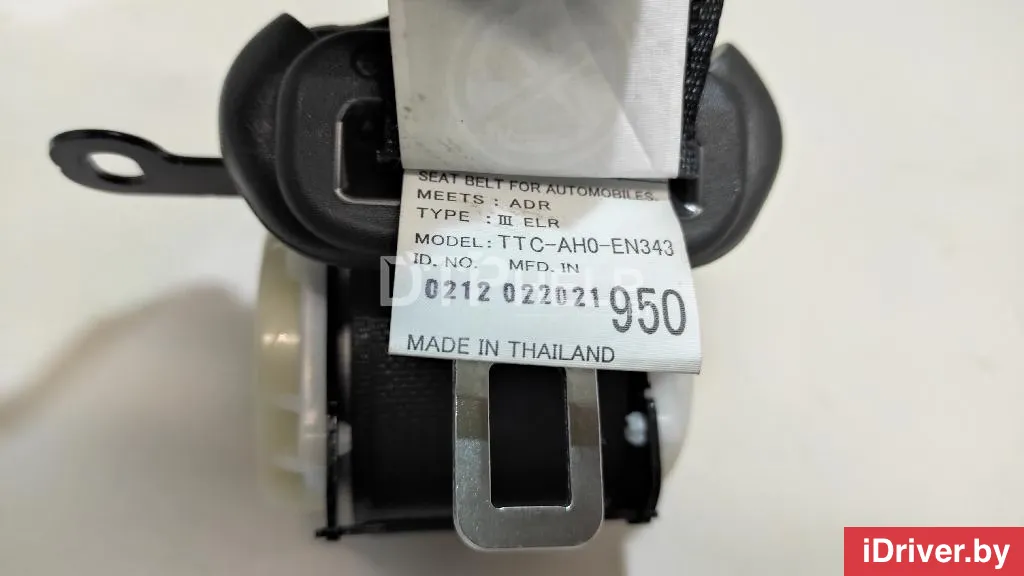 SEAT BELT FOR AUTOMOBILES.
MEETS : ADR
TYPE : Ⅲ ELR
MODEL: TTC-AH0-EN343
ID. NO. MFD. IN
0212 022021 950
MADE IN THAILAND
iDriver.by